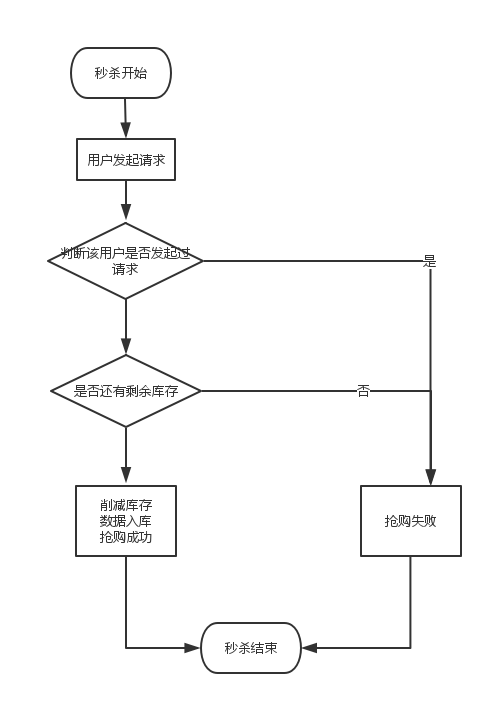 秒杀开始
用户发起请求
判断该用户是否发起过
请求
是
是否还有剩余库存
否
削减库存
数据入库
抢购成功
抢购失败
秒杀结束